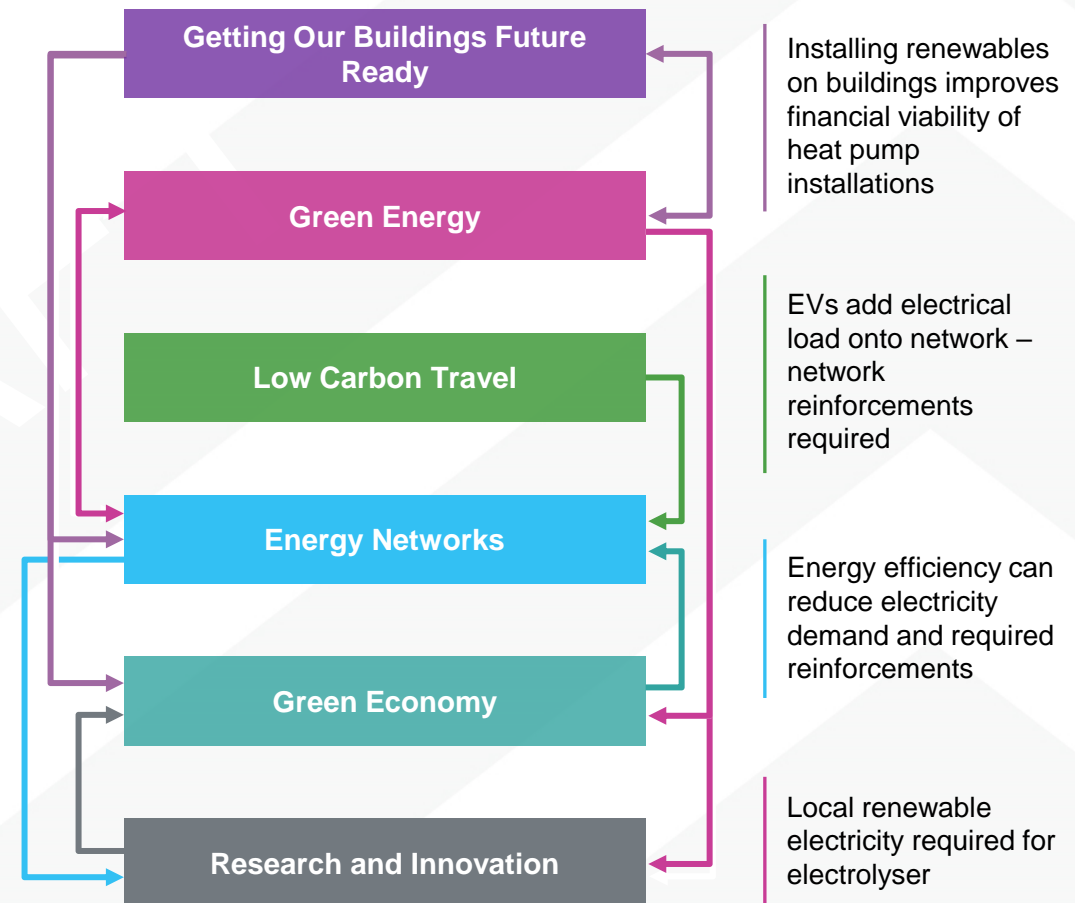 Getting Our Buildings Future
Ready
Green Energy
Low Carbon Travel
Energy Networks
Green Economy
Research and Innovation
Installing renewables
on buildings improves
financial viability of
heat pump
installations
EVs add electrical
load onto network –
network
reinforcements
required
Energy efficiency can
reduce electricity
demand and required
reinforcements
Local renewable
electricity required for
electrolyser